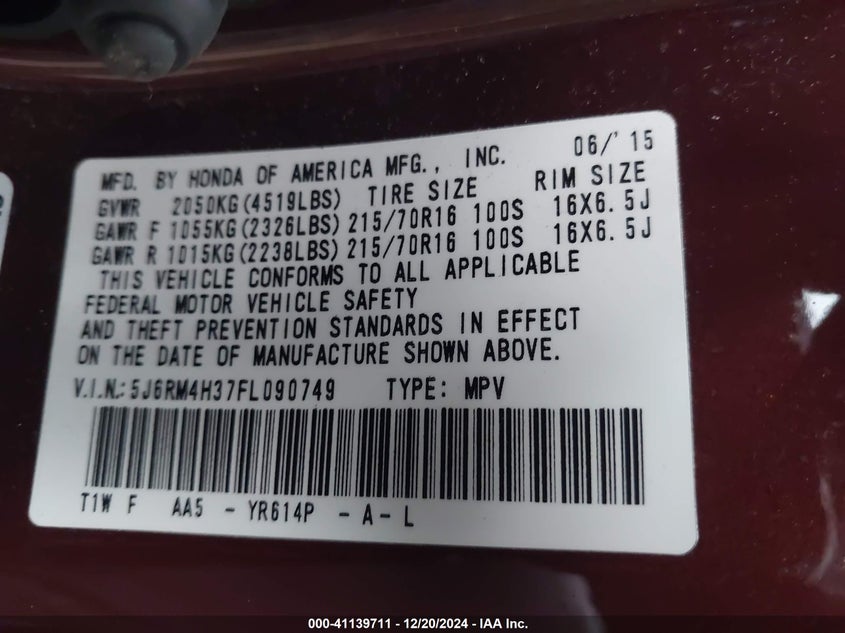 MFD. BY HONDA OF AMERICA MFG., INC. 06/'15
GVWR 2050KG(4519LBS) TIRE SIZE RIM SIZE
GAWR F 1055KG(2326LBS) 215/70R16 100S 16X6.5J
GAWR R 1015KG(2238LBS) 215/70R16 100S 16X6.5J
THIS VEHICLE CONFORMS TO ALL APPLICABLE
FEDERAL MOTOR VEHICLE SAFETY
AND THEFT PREVENTION STANDARDS IN EFFECT
ON THE DATE OF MANUFACTURE SHOWN ABOVE.
V.I.N.: 5J6RM4H37FL090749 TYPE: MPV
T1W F AA5 - YR614P - A - L
000-41139711 - 12/20/2024 - IAA Inc.